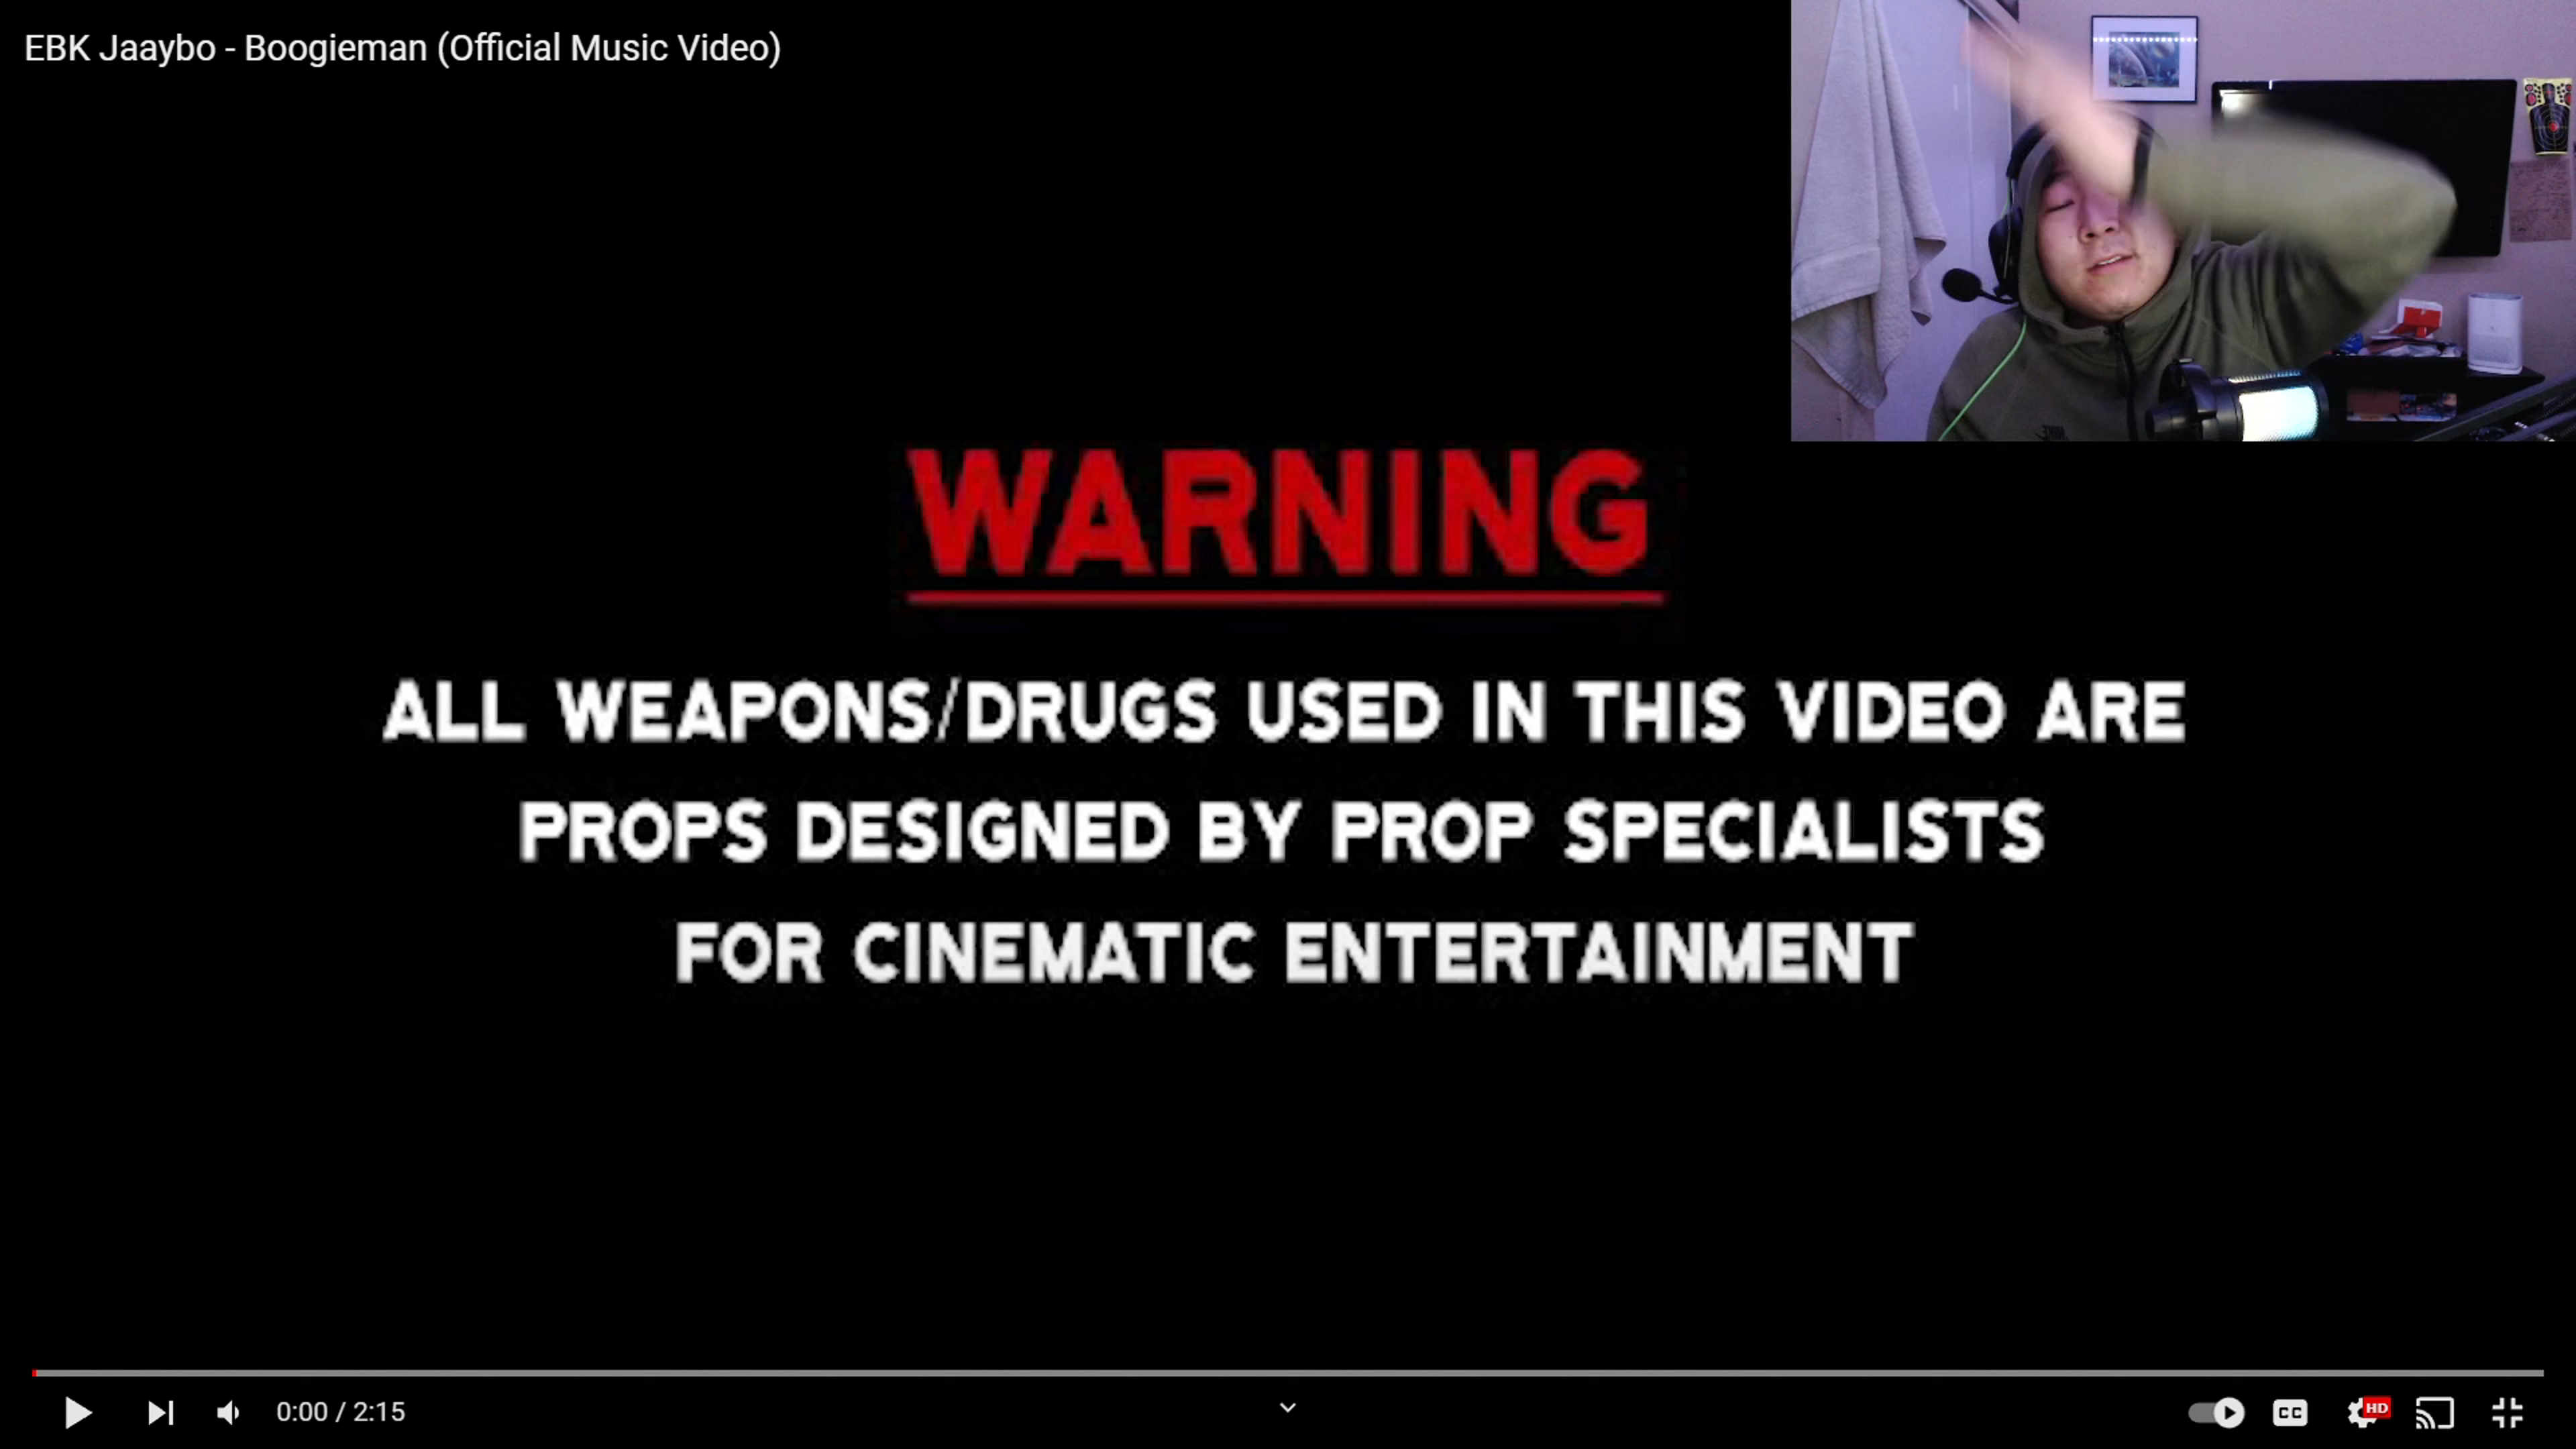 EBK Jaaybo - Boogieman (Official Music Video)
WARNING
ALL WEAPONS/DRUGS USED IN THIS VIDEO ARE
PROPS DESIGNED BY PROP SPECIALISTS
FOR CINEMATIC ENTERTAINMENT
0:00 / 2:15
CC
HD